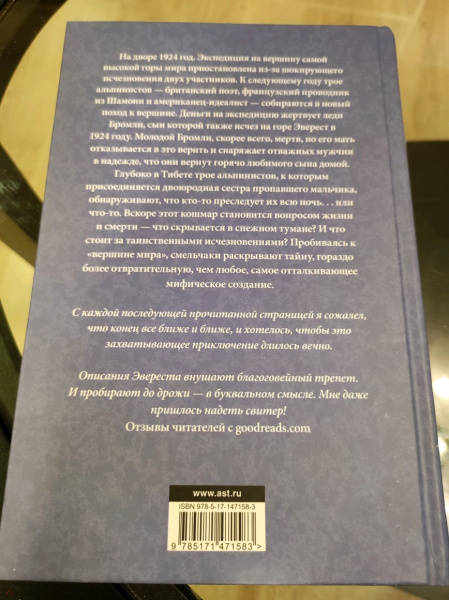 На дворе 1924 год. Экспедиция на вершину самой
высокой горы мира приостановлена из-за шокирующего
исчезновения двух участников. К следующему году трое
альпинистов — британский поэт, французский проводник
из Шамони и американец-идеалист — собираются в новый
поход к вершине. Деньги на экспедицию жертвует леди
Бромли, сын которой также исчез на горе Эверест в
1924 году. Молодой Бромли, скорее всего, мертв, но его мать
отказывается в это верить и снаряжает отважных мужчин
в надежде, что они вернут горячо любимого сына домой.
Глубоко в Тибете трое альпинистов, к которым
присоединяется двоюродная сестра пропавшего мальчика,
обнаруживают, что кто-то преследует их всю ночь. . . или
что-то. Вскоре этот кошмар становится вопросом жизни
и смерти — что скрывается в снежном тумане? И что
стоит за таинственными исчезновениями? Пробиваясь к
«вершине мира», смельчаки раскрывают тайну, гораздо
более отвратительную, чем любое, самое отталкивающее
мифическое создание.
С каждой последующей прочитанной страницей я сожалел,
что конец все ближе и ближе, и хотелось, чтобы это
захватывающее приключение длилось вечно.
Описания Эвереста внушают благоговейный трепет.
И пробирают до дрожи — в буквальном смысле. Мне даже
пришлось надеть свитер!
Отзывы читателей с goodreads.com
www.ast.ru
ISBN 978-5-17-147158-3
9 785171 471583>